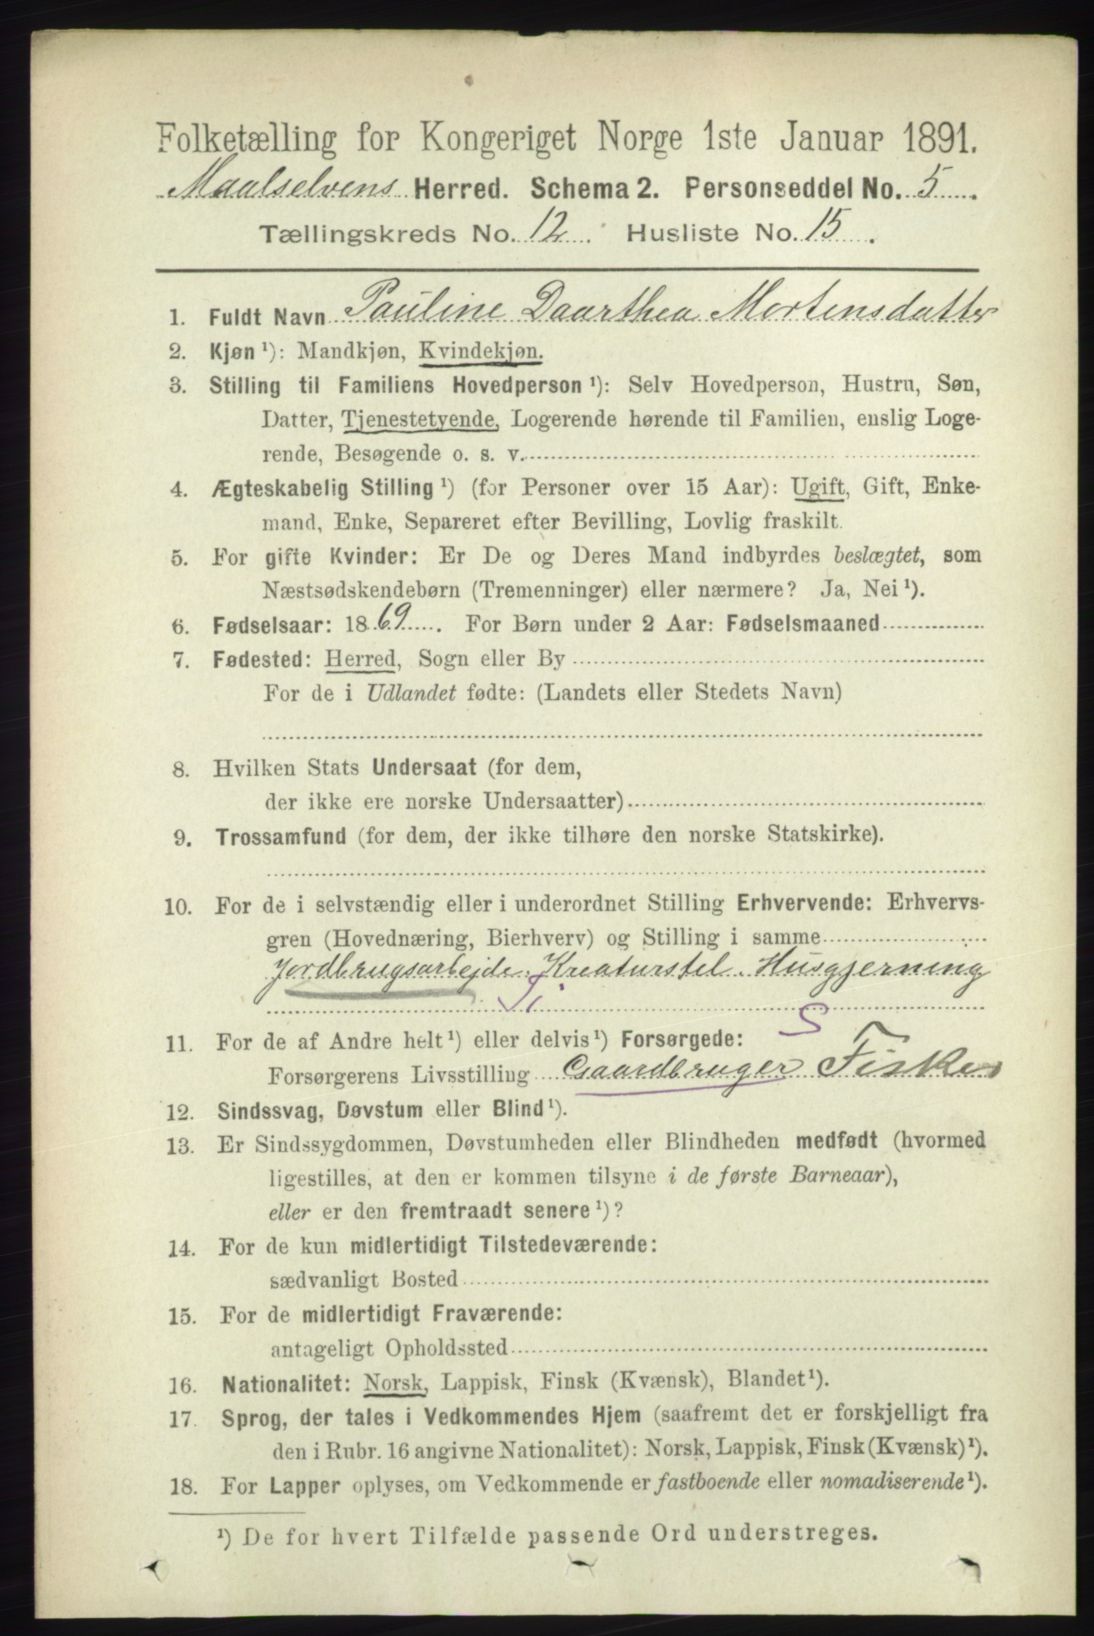 Folketælling for Kongeriget Norge 1ste Januar 1891.
Maalselvens Herred. Schema 2. Personseddel No. 5
Tællingskreds No. 12. Husliste No. 15.
1. Fuldt Navn Pauline Daarthea Mortensdatter
2. Kjøn ¹): Mandkjøn, Kvindekjøn.
3. Stilling til Familiens Hovedperson ¹): Selv Hovedperson, Hustru, Søn,
Datter, Tjenestetyende, Logerende hørende til Familien, enslig Loge-
rende, Besøgende o. s. v.
4. Ægteskabelig Stilling ¹) (for Personer over 15 Aar): Ugift, Gift, Enke-
mand, Enke, Separeret efter Bevilling, Lovlig fraskilt.
5. For gifte Kvinder: Er De og Deres Mand indbyrdes beslægtet, som
Næstsødskendebørn (Tremenninger) eller nærmere? Ja, Nei ¹).
6. Fødselsaar: 1869. For Børn under 2 Aar: Fødselsmaaned
7. Fødested: Herred, Sogn eller By
For de i Udlandet fødte: (Landets eller Stedets Navn)
8. Hvilken Stats Undersaat (for dem,
der ikke ere norske Undersaatter)
9. Trossamfund (for dem, der ikke tilhøre den norske Statskirke).
10. For de i selvstændig eller i underordnet Stilling Erhvervende: Erhvervs-
gren (Hovednæring, Bierhverv) og Stilling i samme
Jordbrugsarbejde. Kreaturstel. Husgjerning
Ti
S
11. For de af Andre helt ¹) eller delvis ¹) Forsørgede:
Forsørgerens Livsstilling Gaardbruger Fisker
12. Sindssvag, Døvstum eller Blind ¹).
13. Er Sindssygdommen, Døvstumheden eller Blindheden medfødt (hvormed
ligestilles, at den er kommen tilsyne i de første Barneaar),
eller er den fremtraadt senere ¹)?
14. For de kun midlertidigt Tilstedeværende:
sædvanligt Bosted
15. For de midlertidigt Fraværende:
antageligt Opholdssted
16. Nationalitet: Norsk, Lappisk, Finsk (Kvænsk), Blandet ¹).
17. Sprog, der tales i Vedkommendes Hjem (saafremt det er forskjelligt fra
den i Rubr. 16 angivne Nationalitet): Norsk, Lappisk, Finsk (Kvænsk) ¹).
18. For Lapper oplyses, om Vedkommende er fastboende eller nomadiserende ¹).
¹) De for hvert Tilfælde passende Ord understreges.